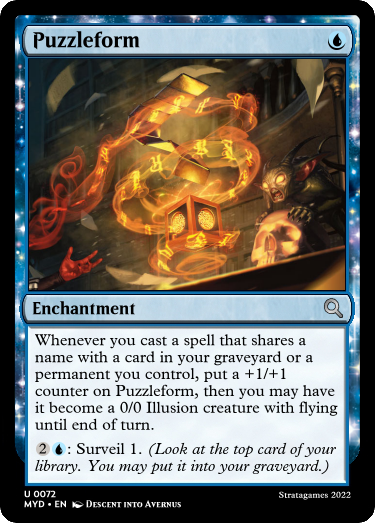 Puzzleform
Enchantment
Whenever you cast a spell that shares a
name with a card in your graveyard or a
permanent you control, put a +1/+1
counter on Puzzleform, then you may have
it become a 0/0 Illusion creature with flying
until end of turn.
2 : Surveil 1. (Look at the top card of your
library. You may put it into your graveyard.)
U 0072
MYD • EN DESCENT INTO AVERNUS
Stratagames 2022